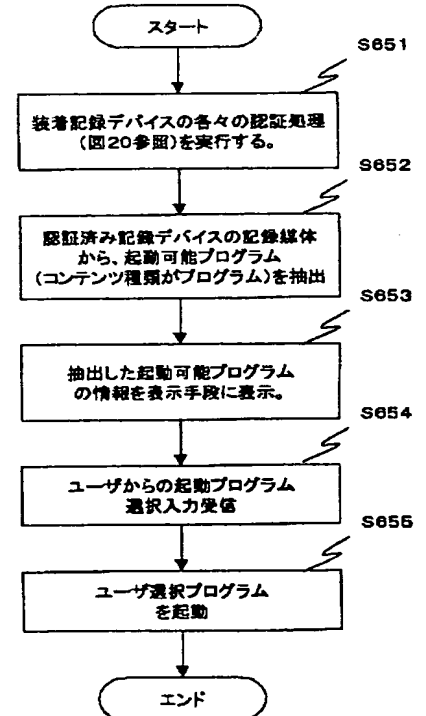 スタート
S651
装着記録デバイスの各々の認証処理
(図20参照)を実行する。
S652
認証済み記録デバイスの記録媒体
から、起動可能プログラム
(コンテンツ種類がプログラム)を抽出
S653
抽出した起動可能プログラム
の情報を表示手段に表示。
S654
ユーザからの起動プログラム
選択入力受信
S655
ユーザ選択プログラム
を起動
エンド